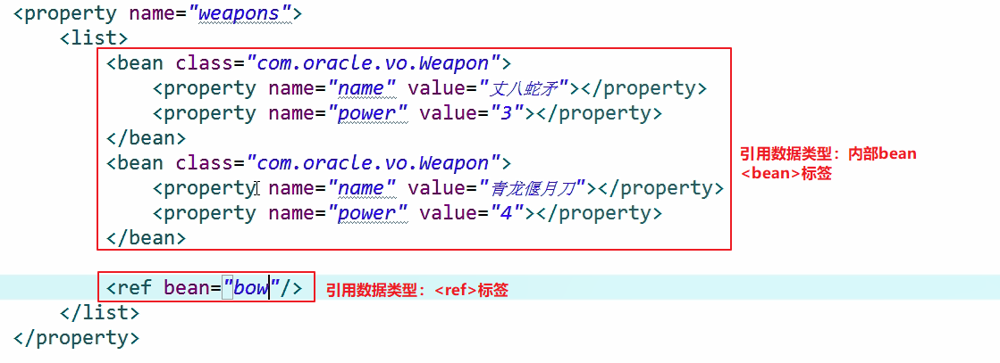 <property name="weapons">
<list>
<bean class="com.oracle.vo.Weapon">
<property name="name" value="丈八蛇矛"></property>
<property name="power" value="3"></property>
</bean>
<bean class="com.oracle.vo.Weapon">
<property name="name" value="青龙偃月刀"></property>
<property name="power" value="4"></property>
</bean>
引用数据类型：内部bean
<bean>标签
<ref bean="bow"/>
引用数据类型：<ref>标签
</list>
</property>